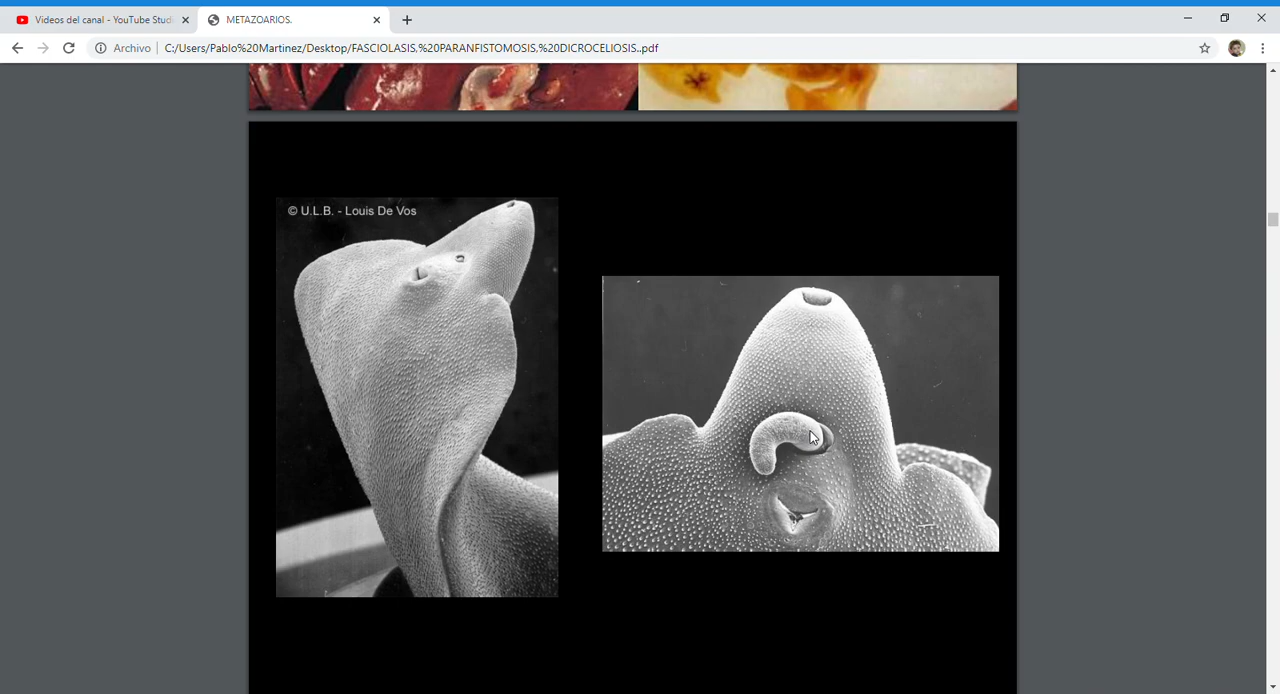 Videos del canal - YouTube Stud
METAZOARIOS.
Archivo
C:/Users/Pablo%20Martinez/Desktop/FASCIOLASIS,%20PARANFISTOMOSIS,%20DICROCELIOSIS..pdf
© U.L.B. - Louis De Vos